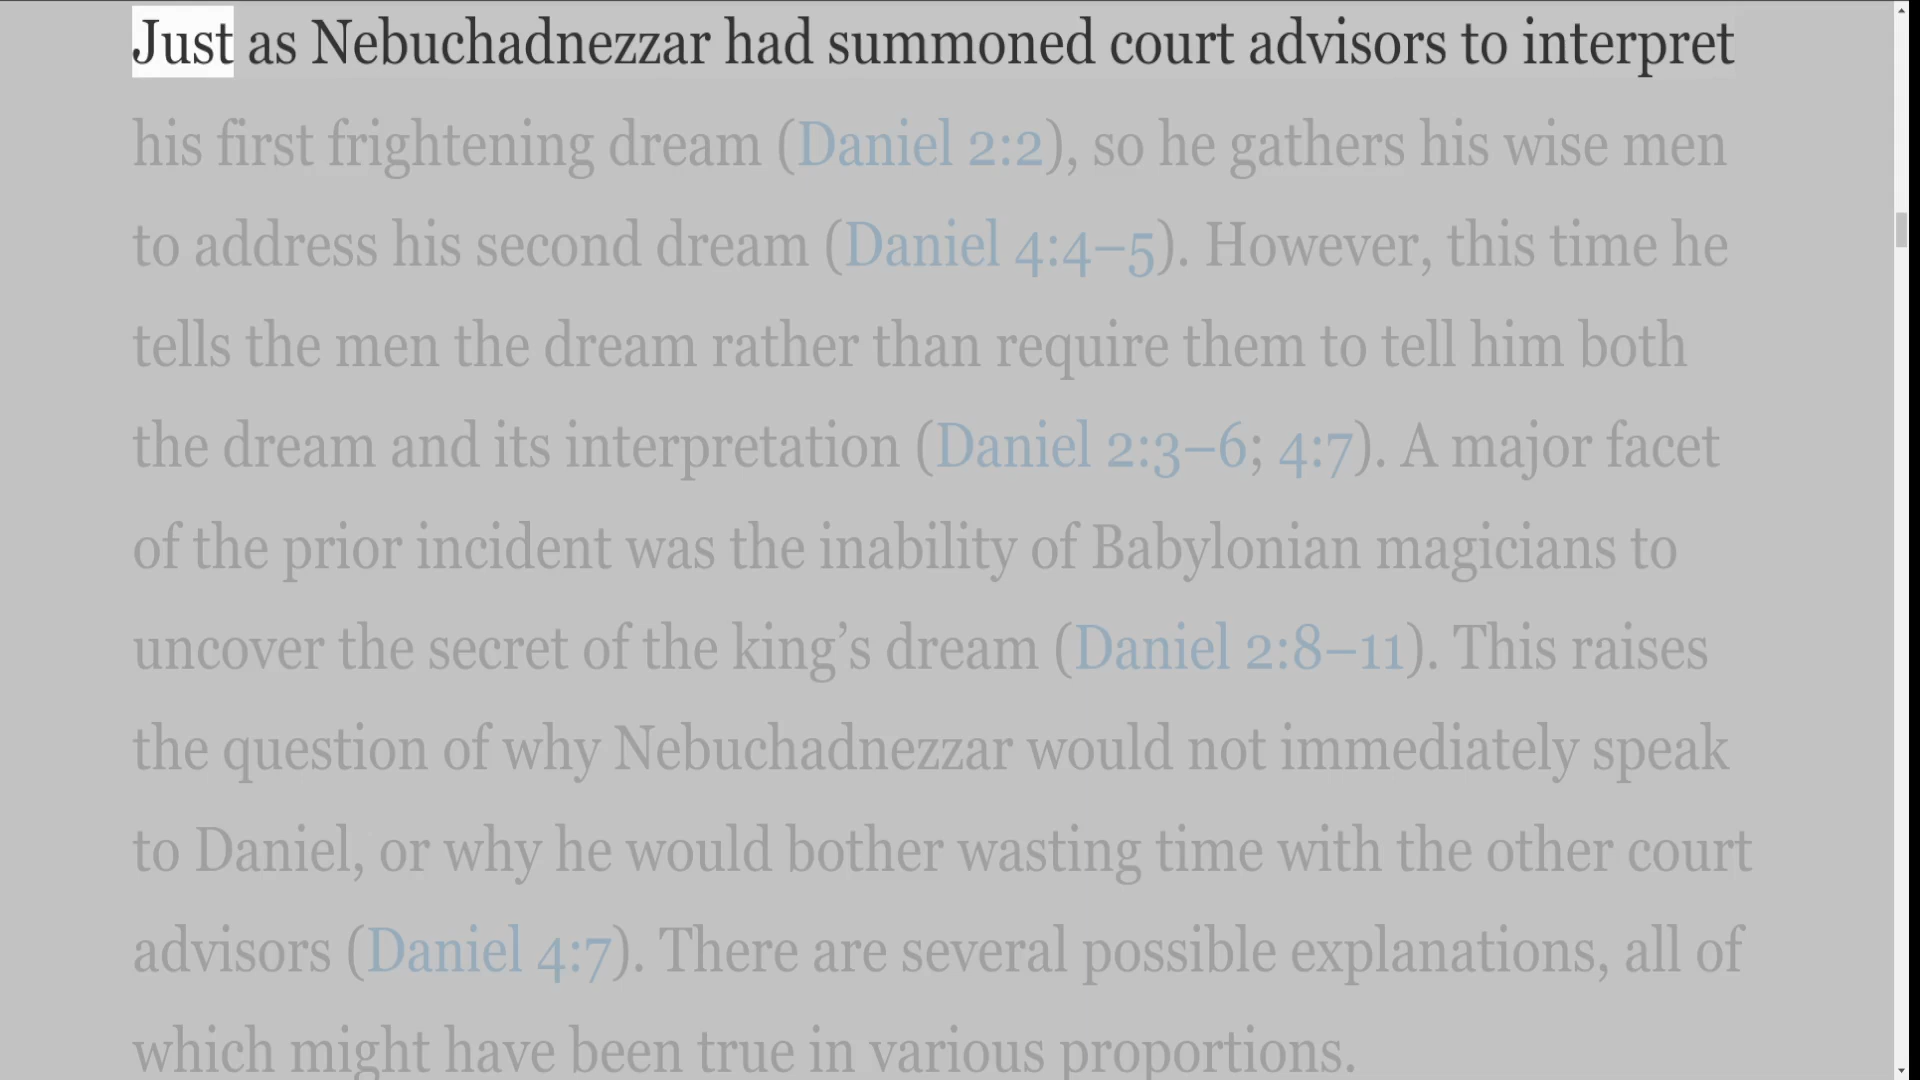 Just as Nebuchadnezzar had summoned court advisors to interpret
his first frightening dream (Daniel 2:2), so he gathers his wise men
to address his second dream (Daniel 4:4–5). However, this time he
tells the men the dream rather than require them to tell him both
the dream and its interpretation (Daniel 2:3–6; 4:7). A major facet
of the prior incident was the inability of Babylonian magicians to
uncover the secret of the king’s dream (Daniel 2:8–11). This raises
the question of why Nebuchadnezzar would not immediately speak
to Daniel, or why he would bother wasting time with the other court
advisors (Daniel 4:7). There are several possible explanations, all of
which might have been true in various proportions.